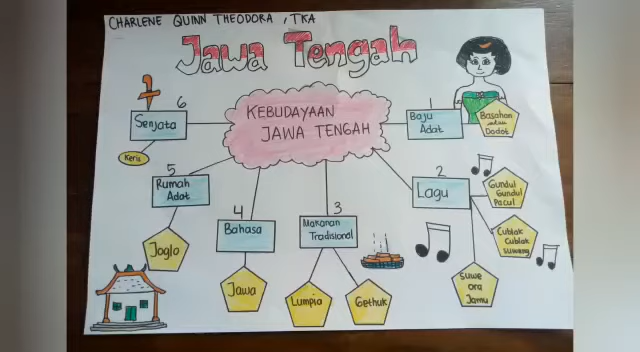 CHARLENE QUINN THEODORA, TKA
JAWA TENGAH
KEBUDAYAAN
JAWA TENGAH
1
Baju
Adat
Basahan
atau
Dodot
2
Lagu
Gundul
Gundul
Pacul
Cublak
Cublak
suweng
Suwe
Ora
Jamu
3
Makanan
Tradisional
Lumpia
Gethuk
4
Bahasa
Jawa
5
Rumah
Adat
Joglo
6
Senjata
Keris